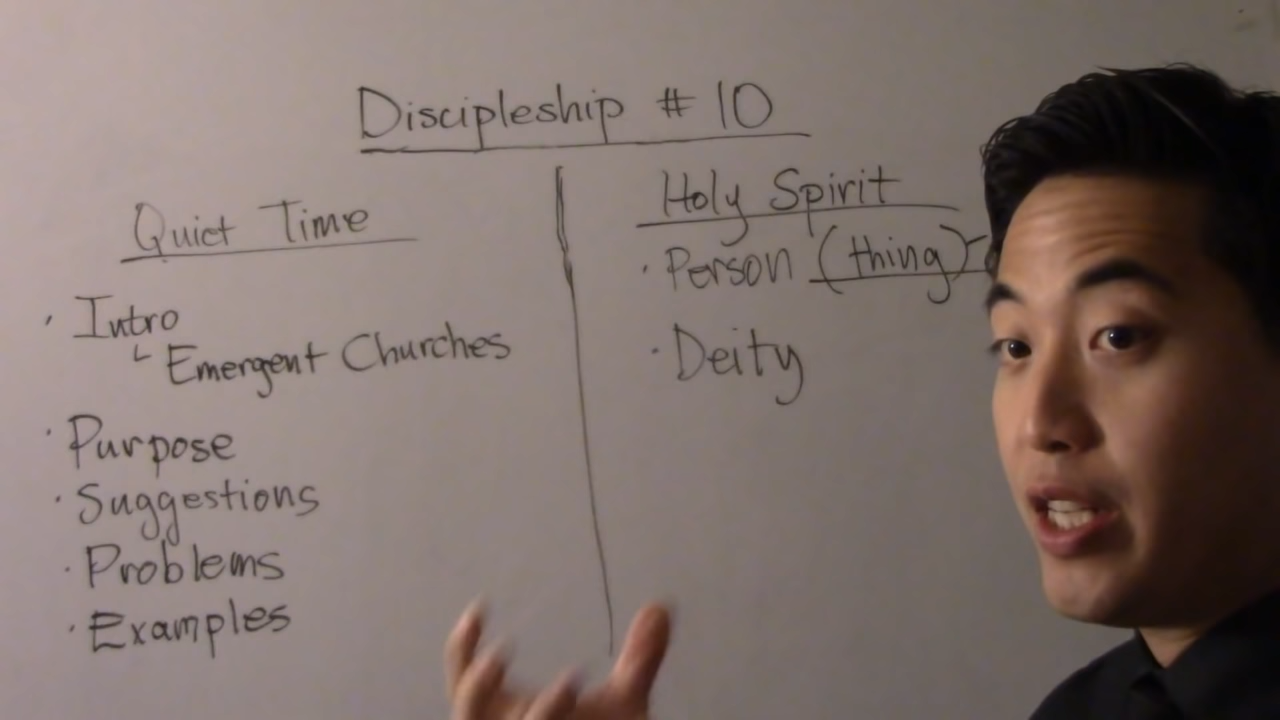 Discipleship # 10
Quiet Time
· Intro
Emergent Churches
· Purpose
· Suggestions
· Problems
· Examples
Holy Spirit
· Person (thing)
· Deity